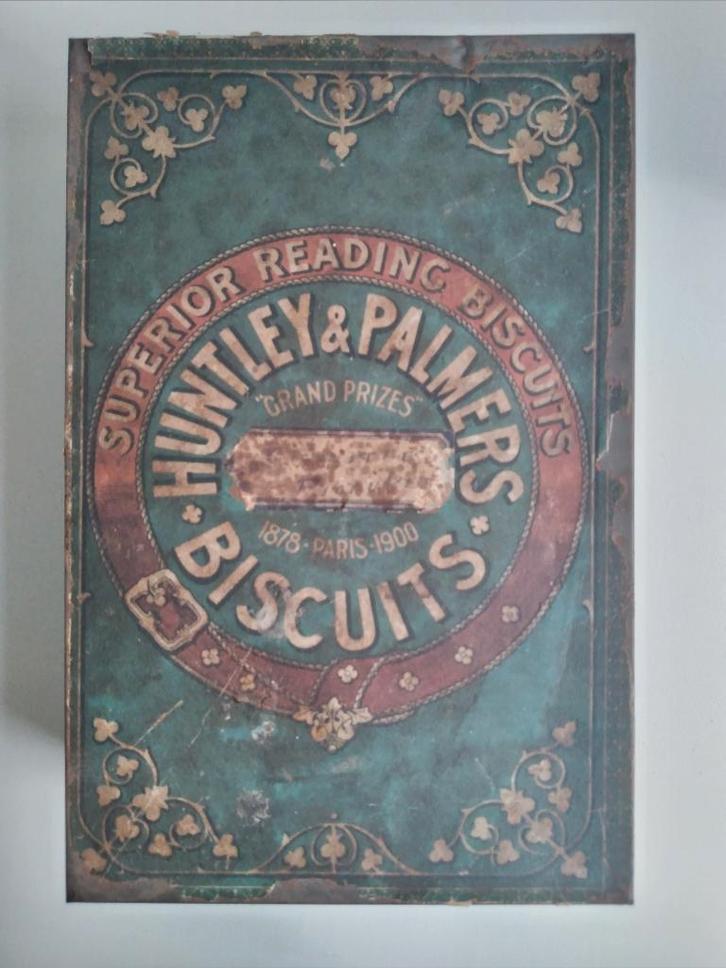 SUPERIOR READING BISCUITS
HUNTLEY & PALMERS
"GRAND PRIZES"
1878 · PARIS · 1900
BISCUITS